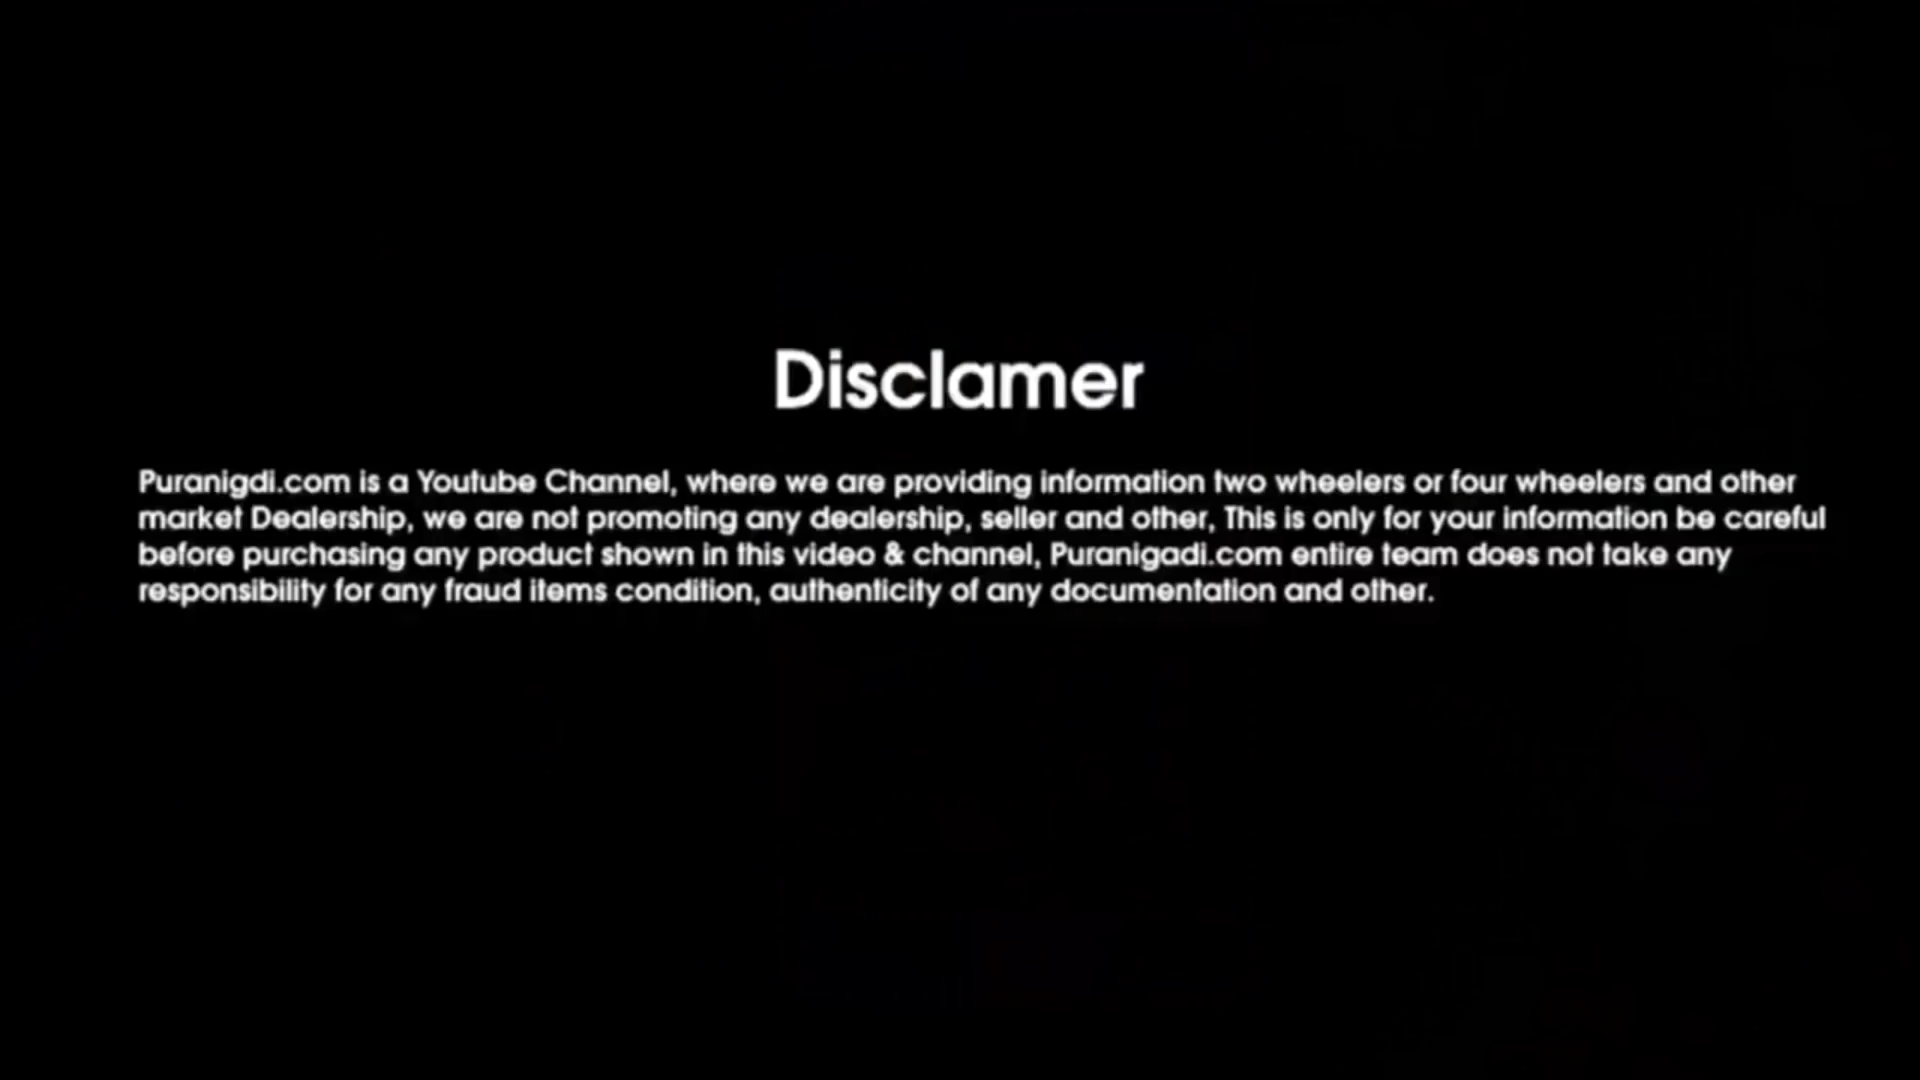 Disclamer
Puranigdi.com is a Youtube Channel, where we are providing information two wheelers or four wheelers and other
market Dealership, we are not promoting any dealership, seller and other, This is only for your information be careful
before purchasing any product shown in this video & channel, Puranigadi.com entire team does not take any
responsibility for any fraud items condition, authenticity of any documentation and other.